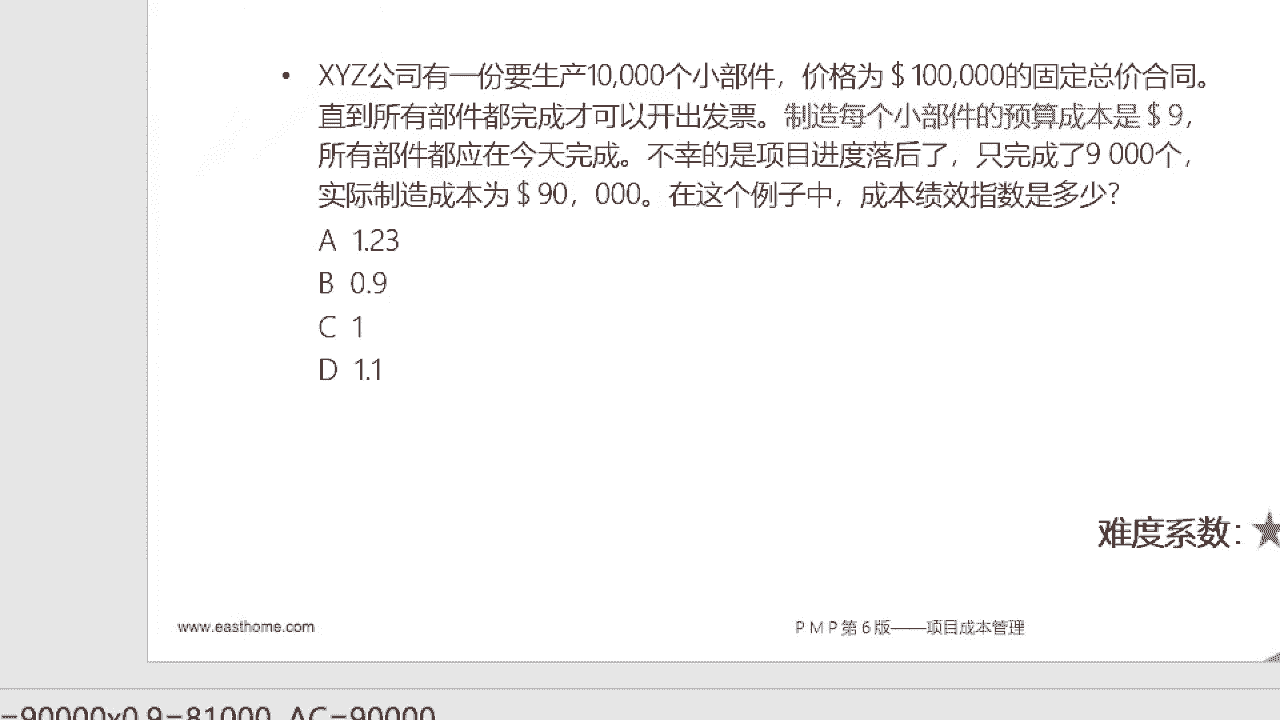 • XYZ公司有一份要生产10,000个小部件，价格为＄100,000的固定总价合同。
直到所有部件都完成才可以开出发票。制造每个小部件的预算成本是＄9，
所有部件都应在今天完成。不幸的是项目进度落后了，只完成了9 000个，
实际制造成本为＄90，000。在这个例子中，成本绩效指数是多少?
A 1.23
B 0.9
C 1
D 1.1
难度系数：★
www.easthome.com
ＰＭＰ第６版——项目成本管理
=90000x0.9=81000, AC=90000